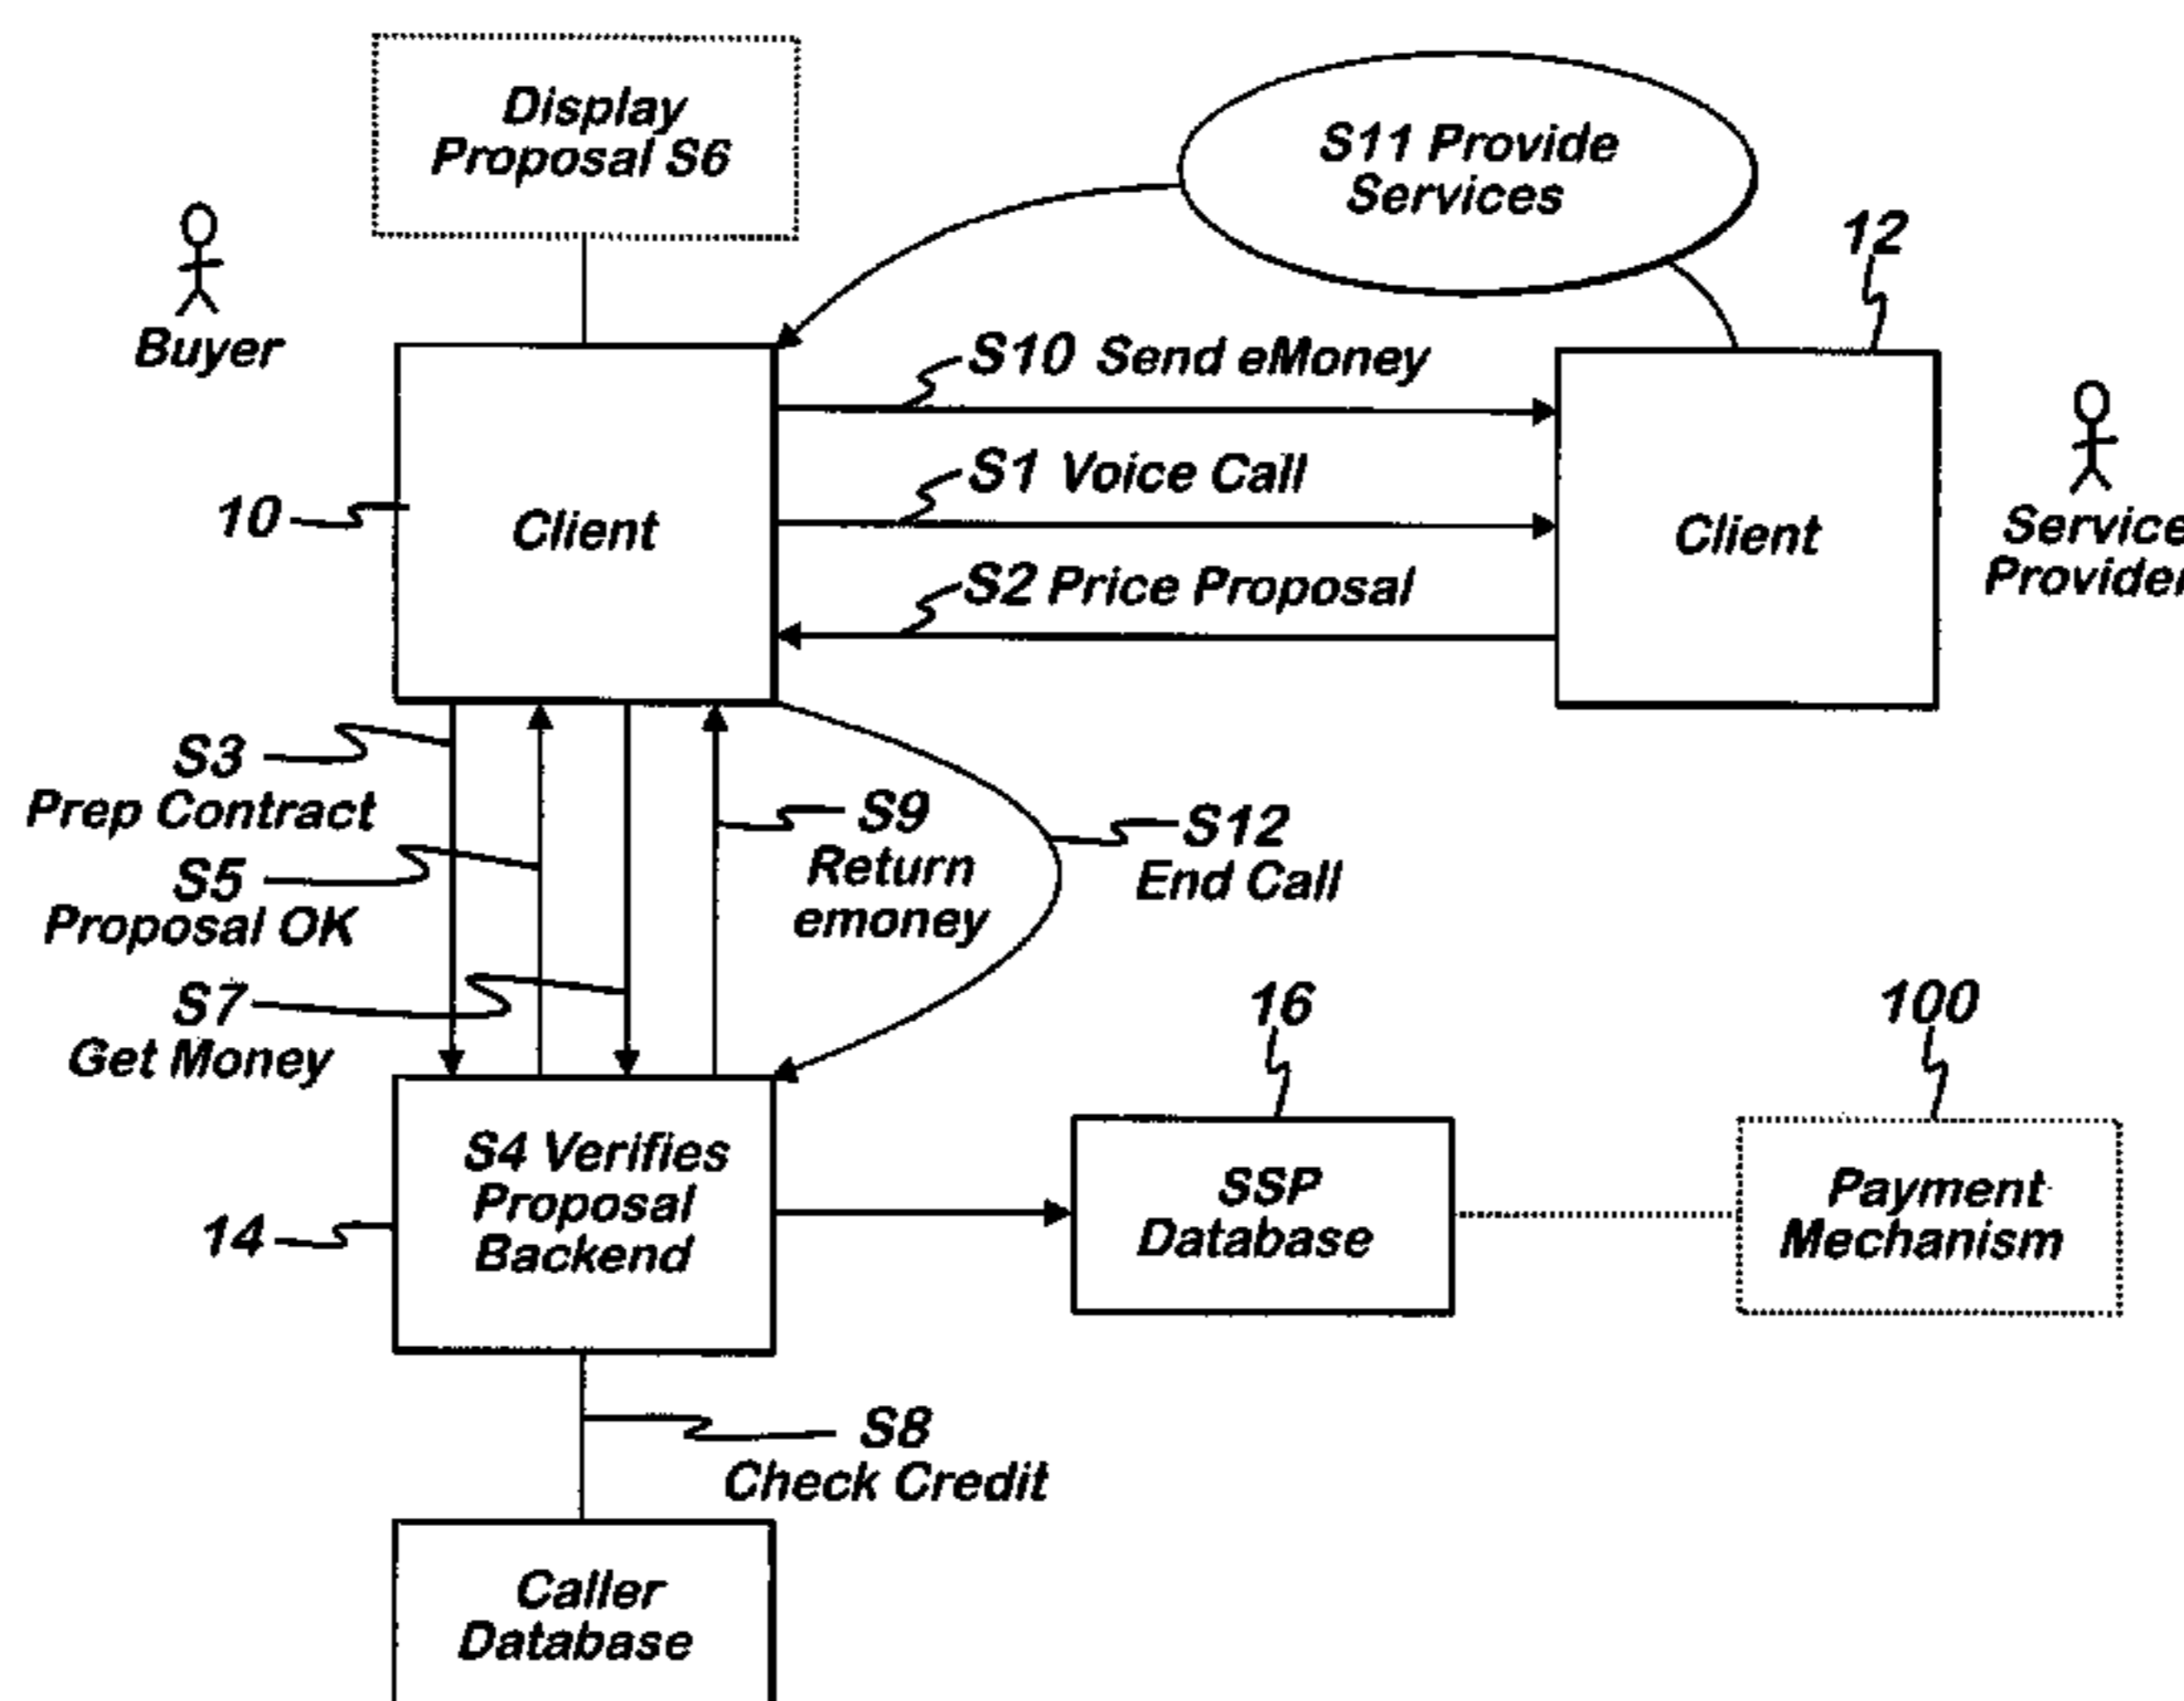 Display
Proposal S6
S11 Provide
Services
12
Buyer
S10 Send eMoney
S1 Voice Call
S2 Price Proposal
10
Client
Client
Service
Provider
S3
Prep Contract
S5
Proposal OK
S7
Get Money
S9
Return
emoney
S12
End Call
16
100
14
S4 Verifies
Proposal
Backend
SSP
Database
Payment
Mechanism
S8
Check Credit
Caller
Database